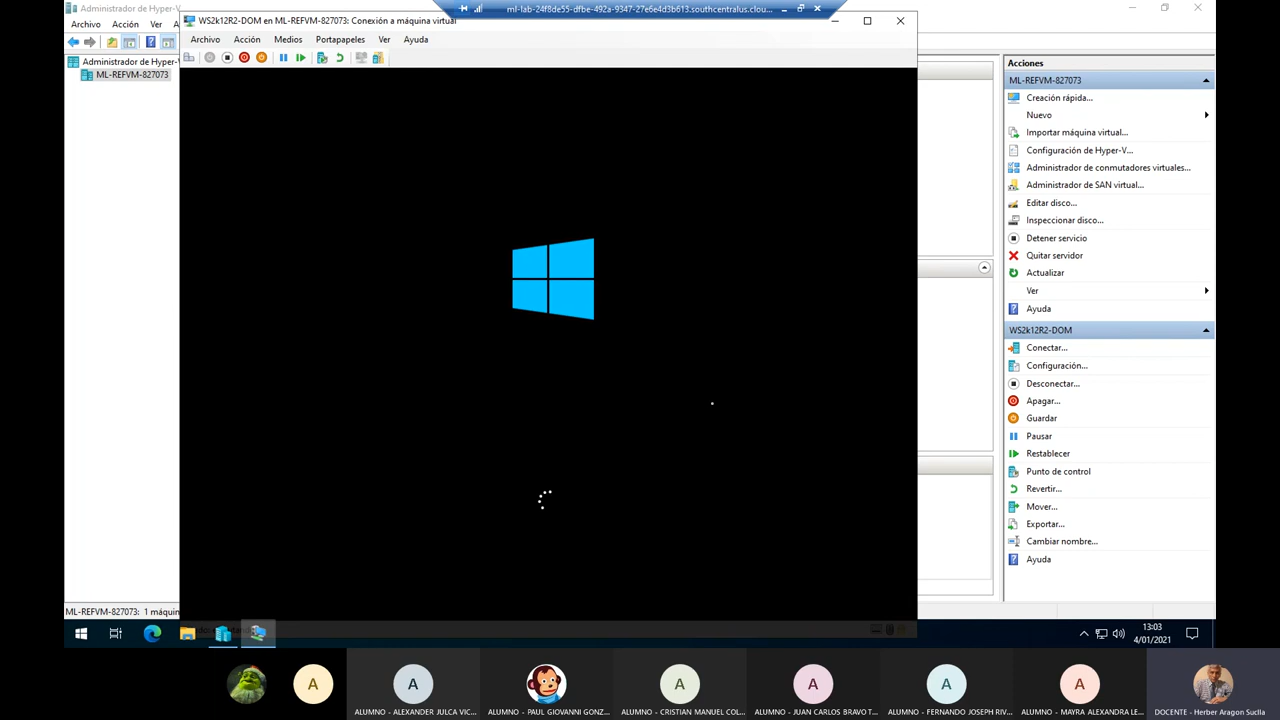 Administrador de Hyper-V
Archivo Acción Ver
Administrador de Hyper-V
ML-REFVM-827073
ML-REFVM-827073: 1 máquin
WS2K12R2-DOM en ML-REFVM-827073: Conexión a máquina virtual
Archivo Acción Medios Portapapeles Ver Ayuda
ml-lab-24f8de55-dfbe-492a-9347-27e6e4d3b613.southcentralus.clou...
Acciones
ML-REFVM-827073
Creación rápida...
Nuevo
Importar máquina virtual...
Configuración de Hyper-V...
Administrador de conmutadores virtuales...
Administrador de SAN virtual...
Editar disco...
Inspeccionar disco...
Detener servicio
Quitar servidor
Actualizar
Ver
Ayuda
WS2k12R2-DOM
Conectar...
Configuración...
Desconectar...
Apagar...
Guardar
Pausar
Restablecer
Punto de control
Revertir...
Mover...
Exportar...
Cambiar nombre...
Ayuda
13:03
4/01/2021
A
A
A
A
A
A
ALUMNO - ALEXANDER JULCA VIC...
ALUMNO - PAUL GIOVANNI GONZ...
ALUMNO - CRISTIAN MANUEL COL...
ALUMNO - JUAN CARLOS BRAVO T...
ALUMNO - FERNANDO JOSEPH RIV...
ALUMNO - MAYRA ALEXANDRA LE...
DOCENTE - Herber Aragon Suclla